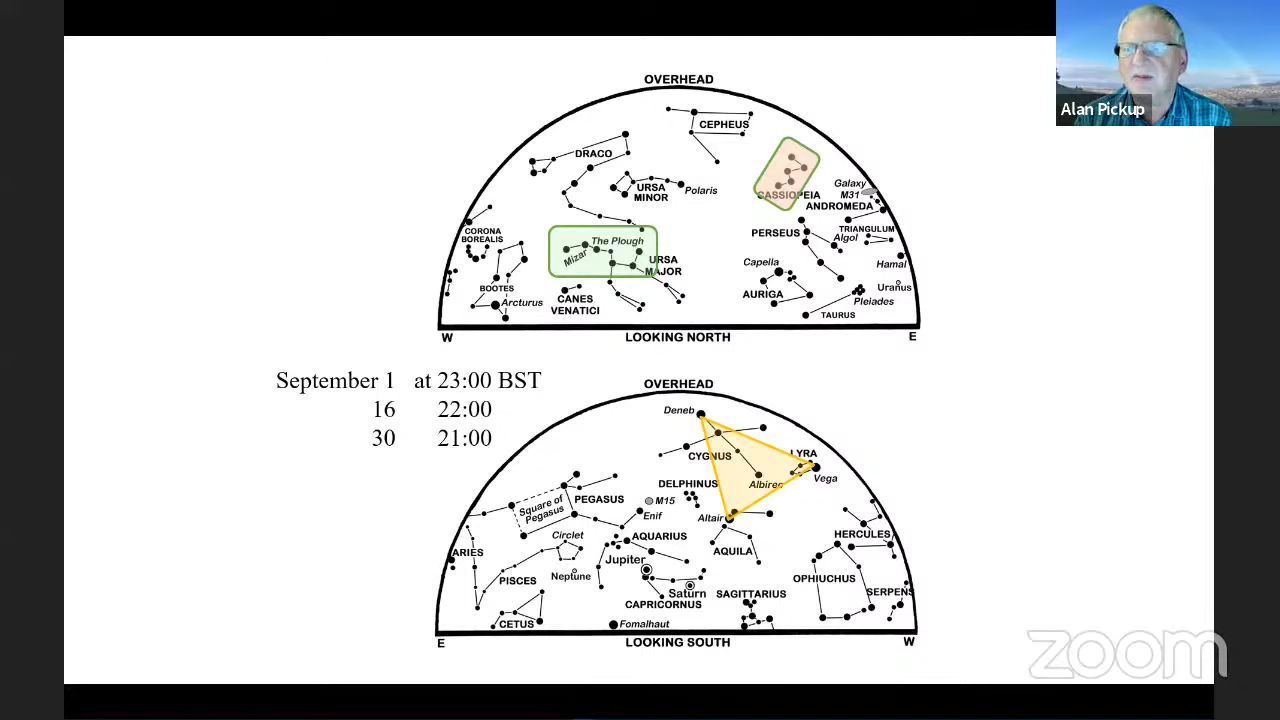 Alan Pickup
OVERHEAD
CEPHEUS
DRACO
URSA
MINOR
Polaris
CASSIOPEIA
Galaxy
M31
ANDROMEDA
CORONA
BOREALIS
The Plough
Mizar
URSA
MAJOR
PERSEUS
TRIANGULUM
Algol
Hamal
Capella
Uranus
BOOTES
Arcturus
CANES
VENATICI
AURIGA
Pleiades
TAURUS
W
LOOKING NORTH
E
September 1 at 23:00 BST
16 22:00
30 21:00
OVERHEAD
Deneb
CYGNUS
LYRA
Albireo
Vega
DELPHINUS
PEGASUS
M15
Square of
Pegasus
Enif
Altair
Circlet
AQUARIUS
HERCULES
ARIES
AQUILA
Jupiter
PISCES
Neptune
OPHIUCHUS
Saturn
SAGITTARIUS
SERPENS
CAPRICORNUS
CETUS
Fomalhaut
E
LOOKING SOUTH
W
zoom